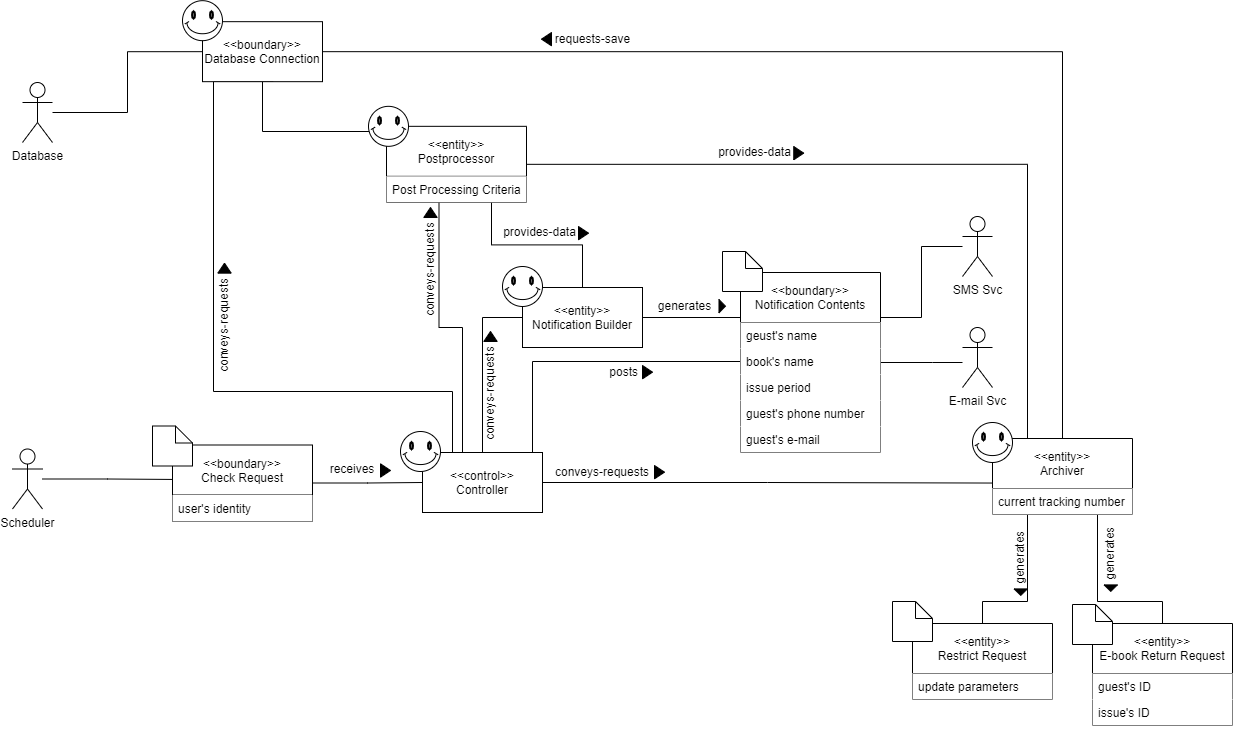 requests-save
<<boundary>>
Database Connection
Database
<<entity>>
Postprocessor
Post Processing Criteria
provides-data
conveys-requests
conveys-requests
provides-data
SMS Svc
<<entity>>
Notification Builder
generates
<<boundary>>
Notification Contents
geust's name
book's name
issue period
guest's phone number
guest's e-mail
E-mail Svc
posts
conveys-requests
Scheduler
<<boundary>>
Check Request
user's identity
receives
<<control>>
Controller
conveys-requests
<<entity>>
Archiver
current tracking number
generates
generates
<<entity>>
Restrict Request
update parameters
<<entity>>
E-book Return Request
guest's ID
issue's ID